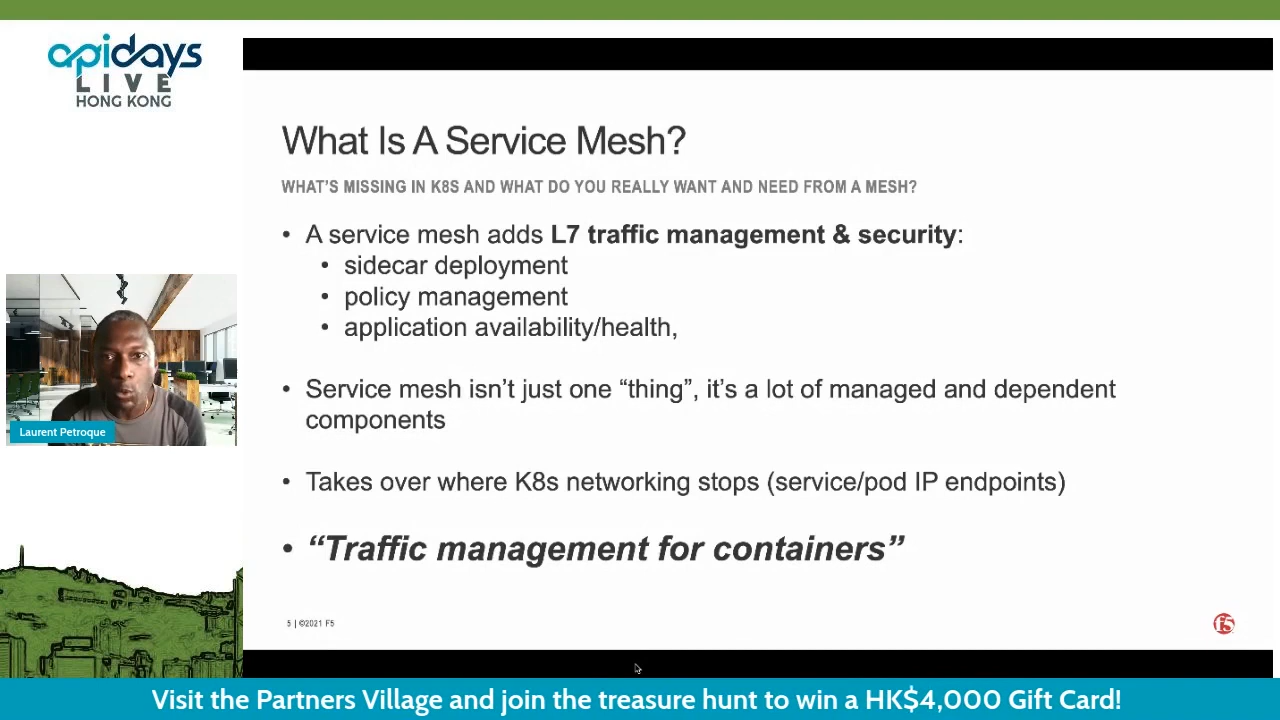 apidays
LIVE
HONG KONG
What Is A Service Mesh?
WHAT'S MISSING IN K8S AND WHAT DO YOU REALLY WANT AND NEED FROM A MESH?
• A service mesh adds L7 traffic management & security:
• sidecar deployment
• policy management
• application availability/health,
• Service mesh isn't just one “thing”, it's a lot of managed and dependent
components
• Takes over where K8s networking stops (service/pod IP endpoints)
• “Traffic management for containers”
Laurent Petroque
5 | ©2021 F5
f5
Visit the Partners Village and join the treasure hunt to win a HK$4,000 Gift Card!